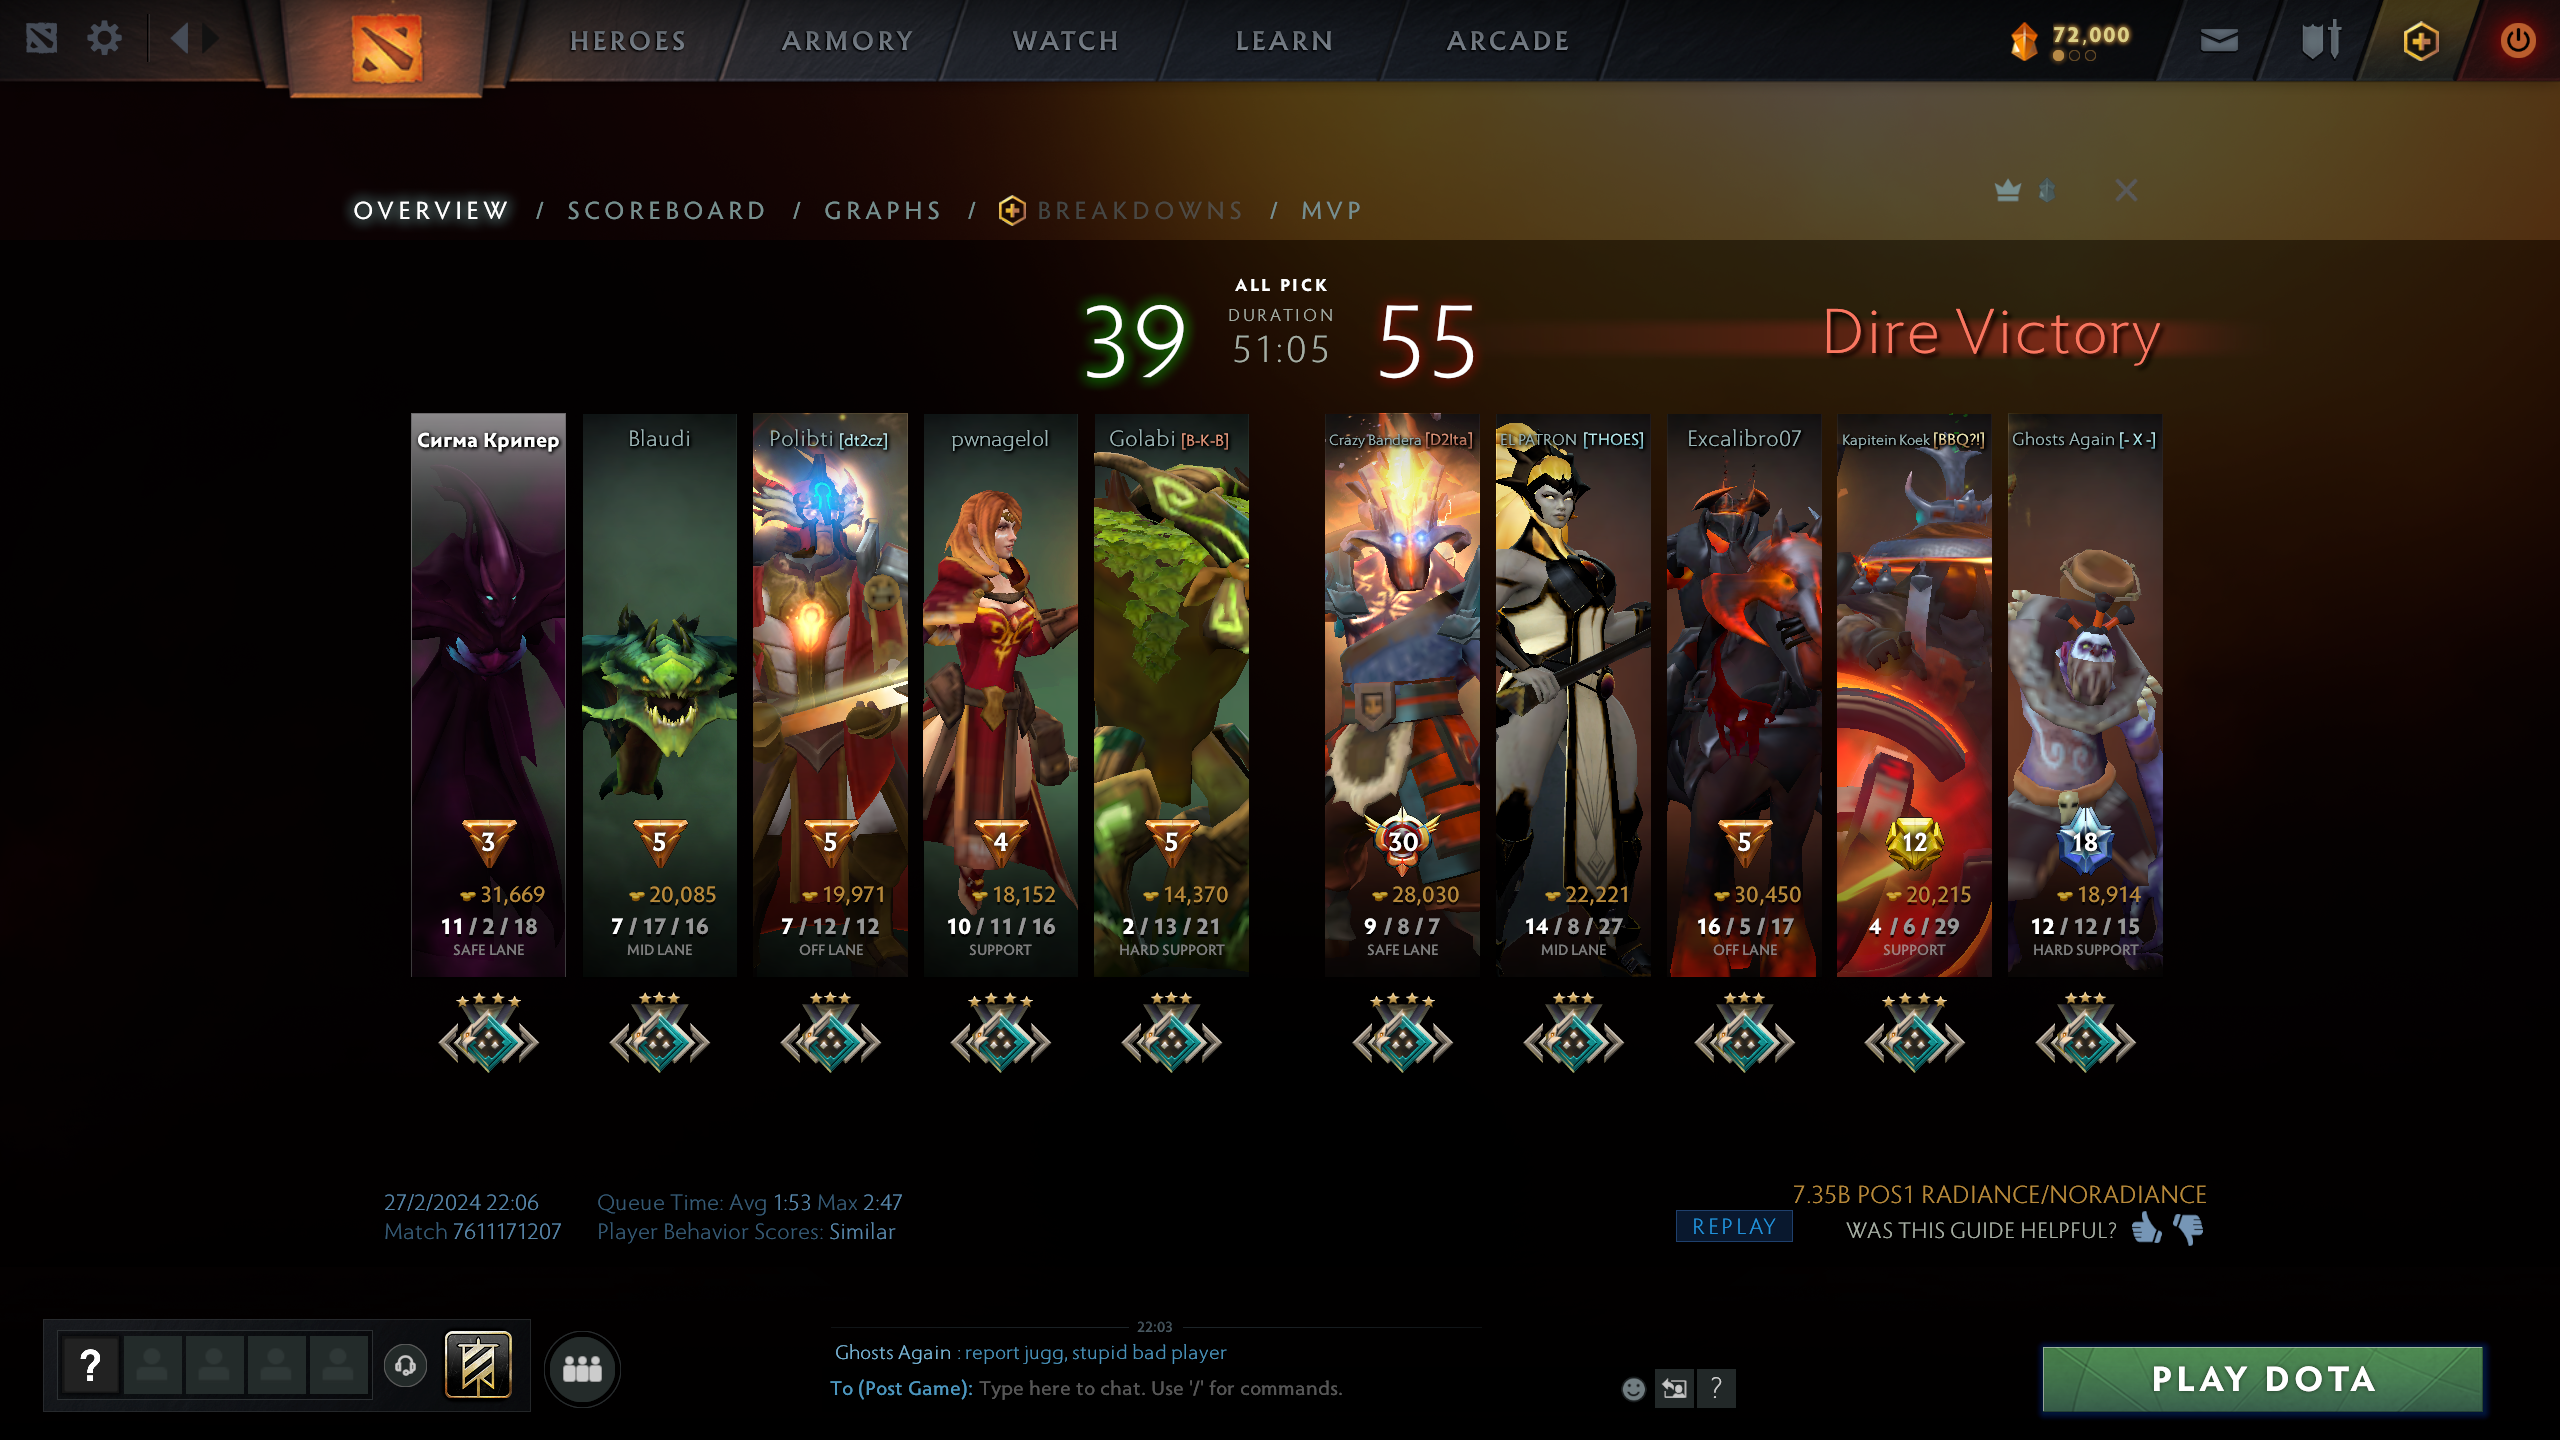 HEROES
ARMORY
WATCH
LEARN
ARCADE
72,000
OVERVIEW / SCOREBOARD / GRAPHS / BREAKDOWNS / MVP
ALL PICK
39
DURATION
51:05
55
Dire Victory
Сигма Крипер
3
31,669
11 / 2 / 18
SAFE LANE
Blaudi
5
20,085
7 / 17 / 16
MID LANE
Polibti [dt2cz]
5
19,971
7 / 12 / 12
OFF LANE
pwnagelol
4
18,152
10 / 11 / 16
SUPPORT
Golabi [B-K-B]
5
14,370
2 / 13 / 21
HARD SUPPORT
Crazy Bandera [D2lta]
30
28,030
9 / 8 / 7
SAFE LANE
EL PATRON [THOES]
22,221
14 / 8 / 27
MID LANE
Excalibro07
5
30,450
16 / 5 / 17
OFF LANE
Kapitein Koek [BBQ?!]
12
20,215
4 / 6 / 29
SUPPORT
Ghosts Again [- X -]
18
18,914
12 / 12 / 15
HARD SUPPORT
27/2/2024 22:06
Match 7611171207
Queue Time: Avg 1:53 Max 2:47
Player Behavior Scores: Similar
7.35B POS1 RADIANCE/NORADIANCE
REPLAY
WAS THIS GUIDE HELPFUL?
?
22:03
Ghosts Again : report jugg, stupid bad player
To (Post Game): Type here to chat. Use '/' for commands.
?
PLAY DOTA